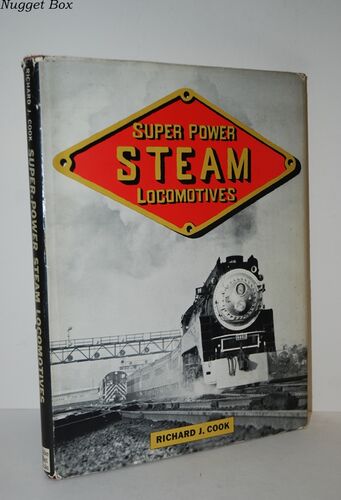 Nugget Box
SUPER POWER
STEAM
LOCOMOTIVES
RICHARD J. COOK
RICHARD J. COOK SUPER-POWER STEAM LOCOMOTIVES